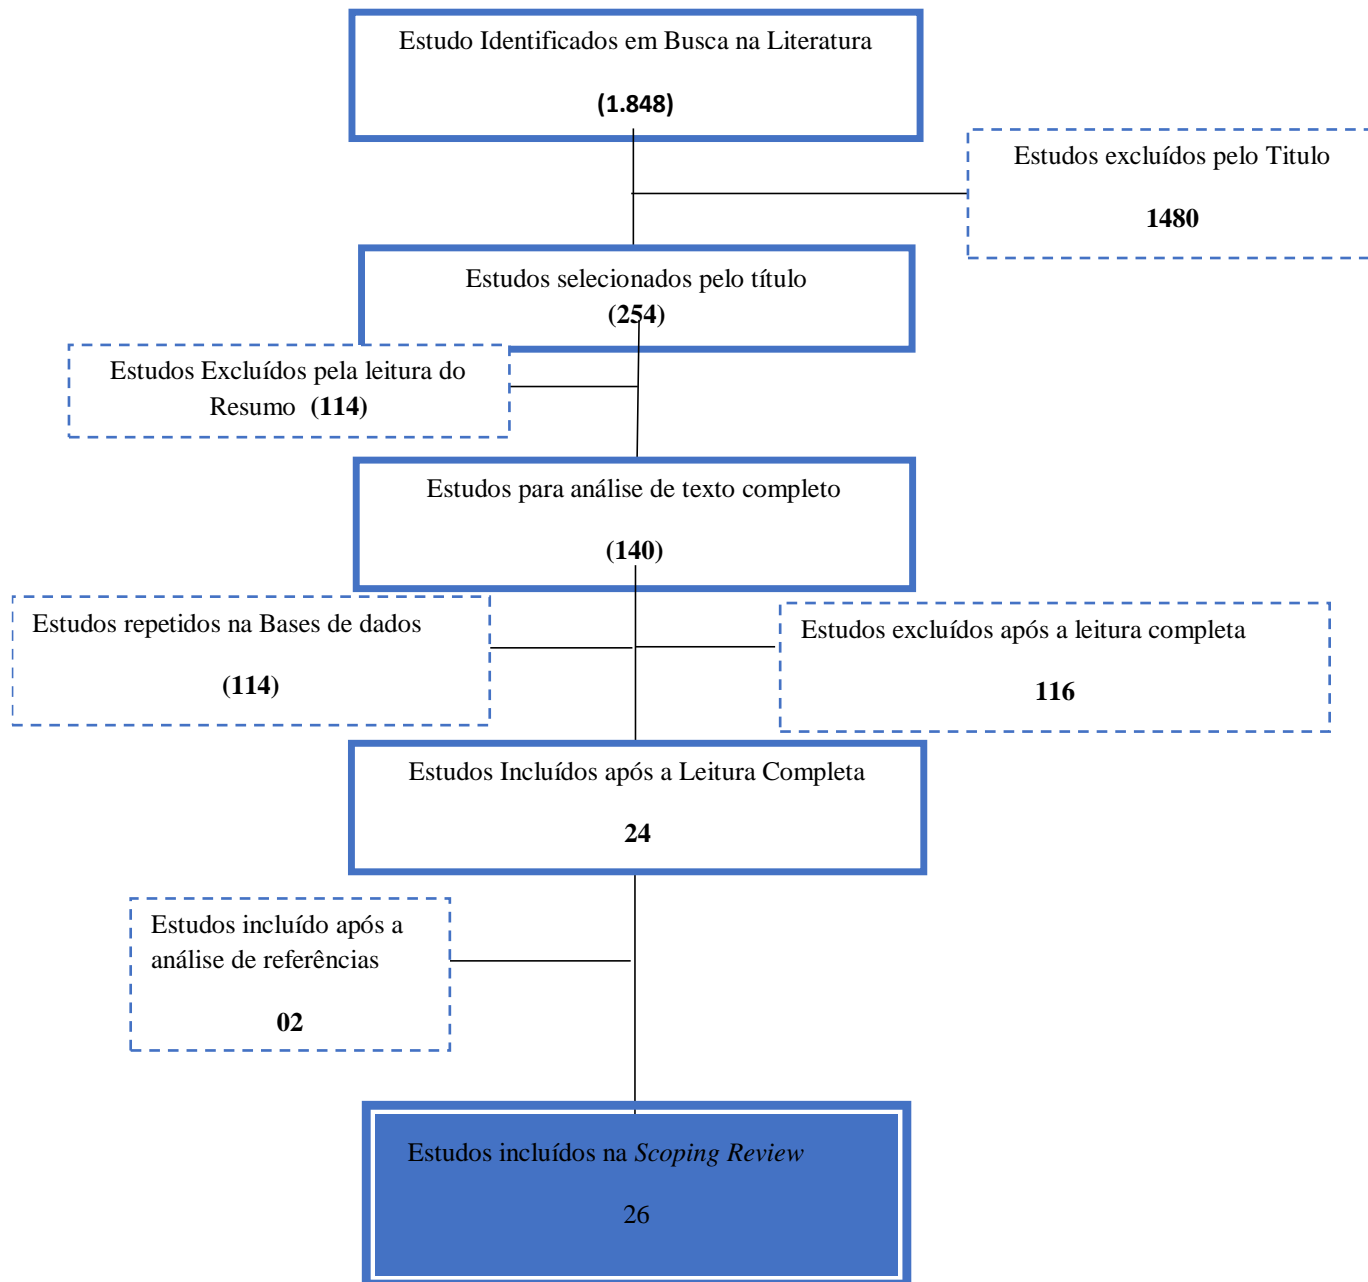 Estudo Identificados em Busca na Literatura
(1.848)
Estudos excluídos pelo Titulo
1480
Estudos selecionados pelo título
(254)
Estudos Excluídos pela leitura do
Resumo (114)
Estudos para análise de texto completo
(140)
Estudos repetidos na Bases de dados
(114)
Estudos excluídos após a leitura completa
116
Estudos Incluídos após a Leitura Completa
24
Estudos incluído após a
análise de referências
02
Estudos incluídos na Scoping Review
26